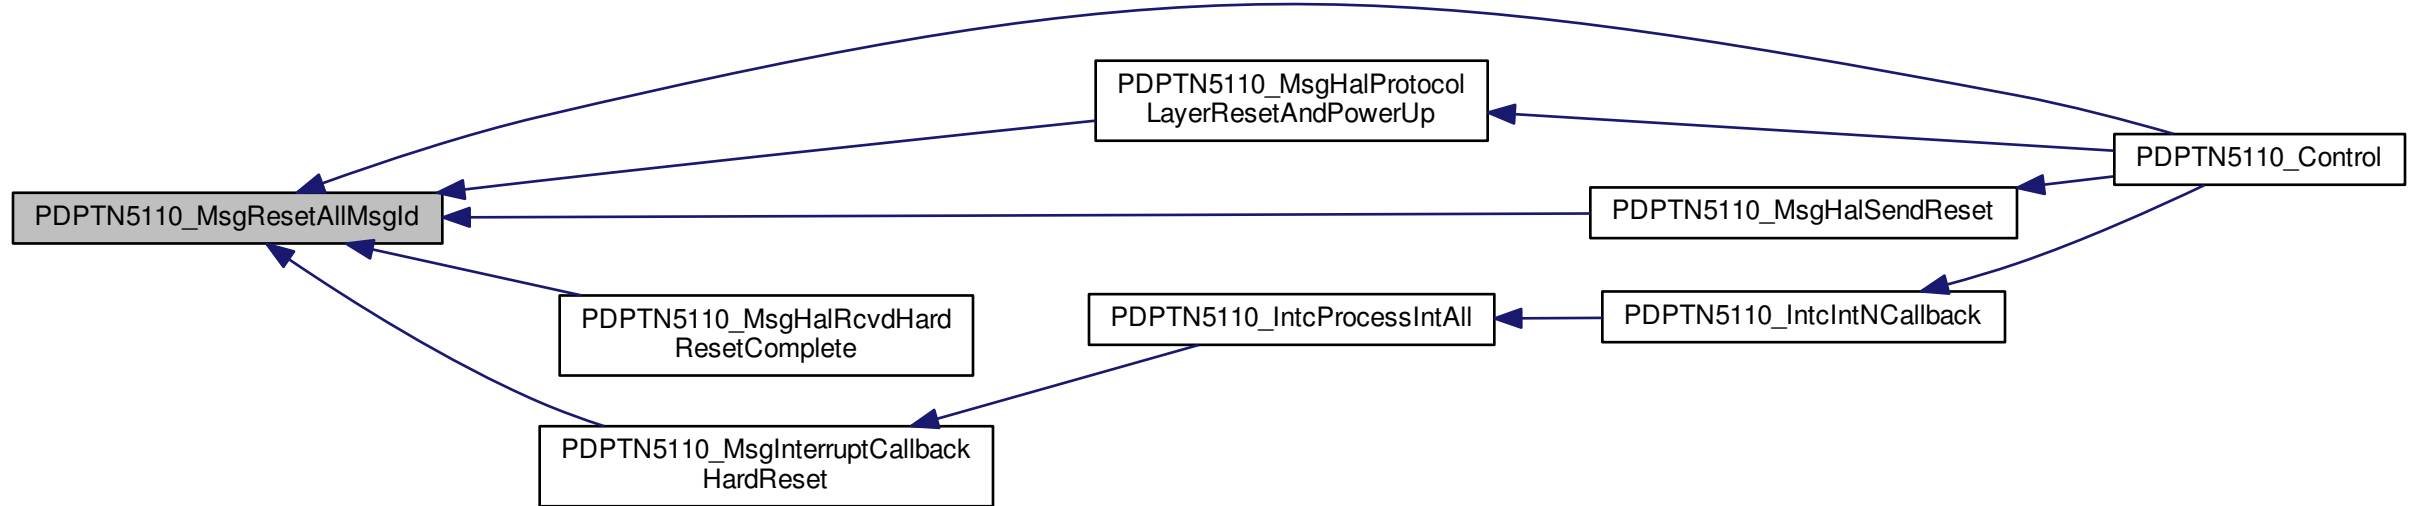 PDPTN5110_MsgHalProtocol
LayerResetAndPowerUp
PDPTN5110_Control
PDPTN5110_MsgResetAllMsgId
PDPTN5110_MsgHalSendReset
PDPTN5110_MsgHalRcvdHard
ResetComplete
PDPTN5110_IntcProcessIntAll
PDPTN5110_IntcIntNCallback
PDPTN5110_MsgInterruptCallback
HardReset